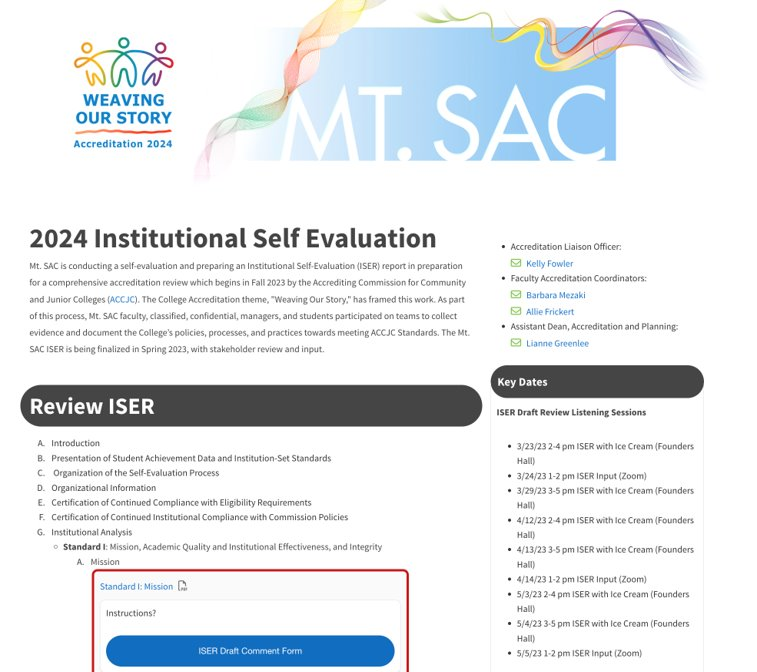 WEAVING
OUR STORY
Accreditation 2024
MT. SAC
2024 Institutional Self Evaluation
Mt. SAC is conducting a self-evaluation and preparing an Institutional Self-Evaluation (ISER) report in preparation
for a comprehensive accreditation review which begins in Fall 2023 by the Accrediting Commission for Community
and Junior Colleges (ACCJC). The College Accreditation theme, "Weaving Our Story," has framed this work. As part
of this process, Mt. SAC faculty, classified, confidential, managers, and students participated on teams to collect
evidence and document the College's policies, processes, and practices towards meeting ACCJC Standards. The Mt.
SAC ISER is being finalized in Spring 2023, with stakeholder review and input.
Review ISER
A. Introduction
B. Presentation of Student Achievement Data and Institution-Set Standards
C. Organization of the Self-Evaluation Process
D. Organizational Information
E. Certification of Continued Compliance with Eligibility Requirements
F. Certification of Continued Institutional Compliance with Commission Policies
G. Institutional Analysis
Standard I: Mission, Academic Quality and Institutional Effectiveness, and Integrity
A. Mission
Standard I: Mission
Instructions?
ISER Draft Comment Form
Accreditation Liaison Officer:
Kelly Fowler
Faculty Accreditation Coordinators:
Barbara Mezaki
Allie Frickert
Assistant Dean, Accreditation and Planning:
Lianne Greenlee
Key Dates
ISER Draft Review Listening Sessions
3/23/23 2-4 pm ISER with Ice Cream (Founders
Hall)
3/24/23 1-2 pm ISER Input (Zoom)
3/29/23 3-5 pm ISER with Ice Cream (Founders
Hall)
4/12/23 2-4 pm ISER with Ice Cream (Founders
Hall)
4/13/23 3-5 pm ISER with Ice Cream (Founders
Hall)
4/14/23 1-2 pm ISER Input (Zoom)
5/3/23 2-4 pm ISER with Ice Cream (Founders
Hall)
5/4/23 3-5 pm ISER with Ice Cream (Founders
Hall)
5/5/23 1-2 pm ISER Input (Zoom)